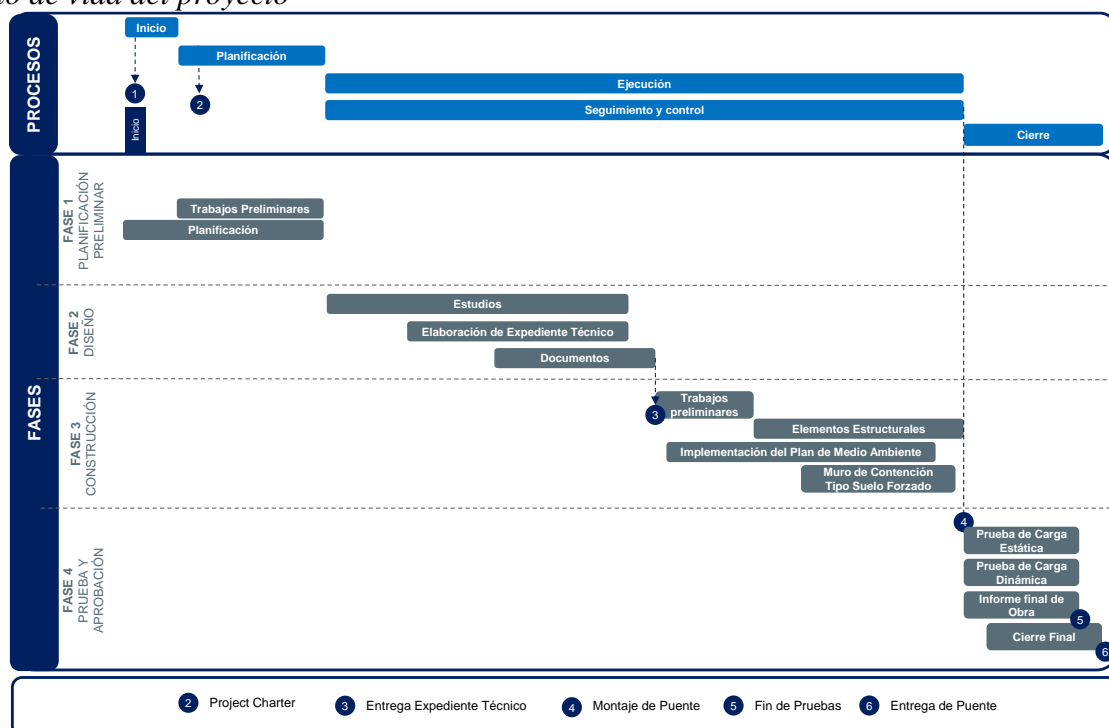 de vida del proyecto
PROCESOS
Inicio
Planificación
Ejecución
1
2
Seguimiento y control
Inicio
Cierre
FASES
FASE 1
PLANIFICACIÓN
PRELIMINAR
Trabajos Preliminares
Planificación
FASE 2
DISEÑO
Estudios
Elaboración de Expediente Técnico
Documentos
FASE 3
CONSTRUCCIÓN
3
Trabajos
preliminares
Elementos Estructurales
Implementación del Plan de Medio Ambiente
Muro de Contención
Tipo Suelo Forzado
FASE 4
PRUEBA Y
APROBACIÓN
4
Prueba de Carga
Estática
Prueba de Carga
Dinámica
Informe final de
Obra
5
Cierre Final
6
2 Project Charter
3 Entrega Expediente Técnico
4 Montaje de Puente
5 Fin de Pruebas
6 Entrega de Puente